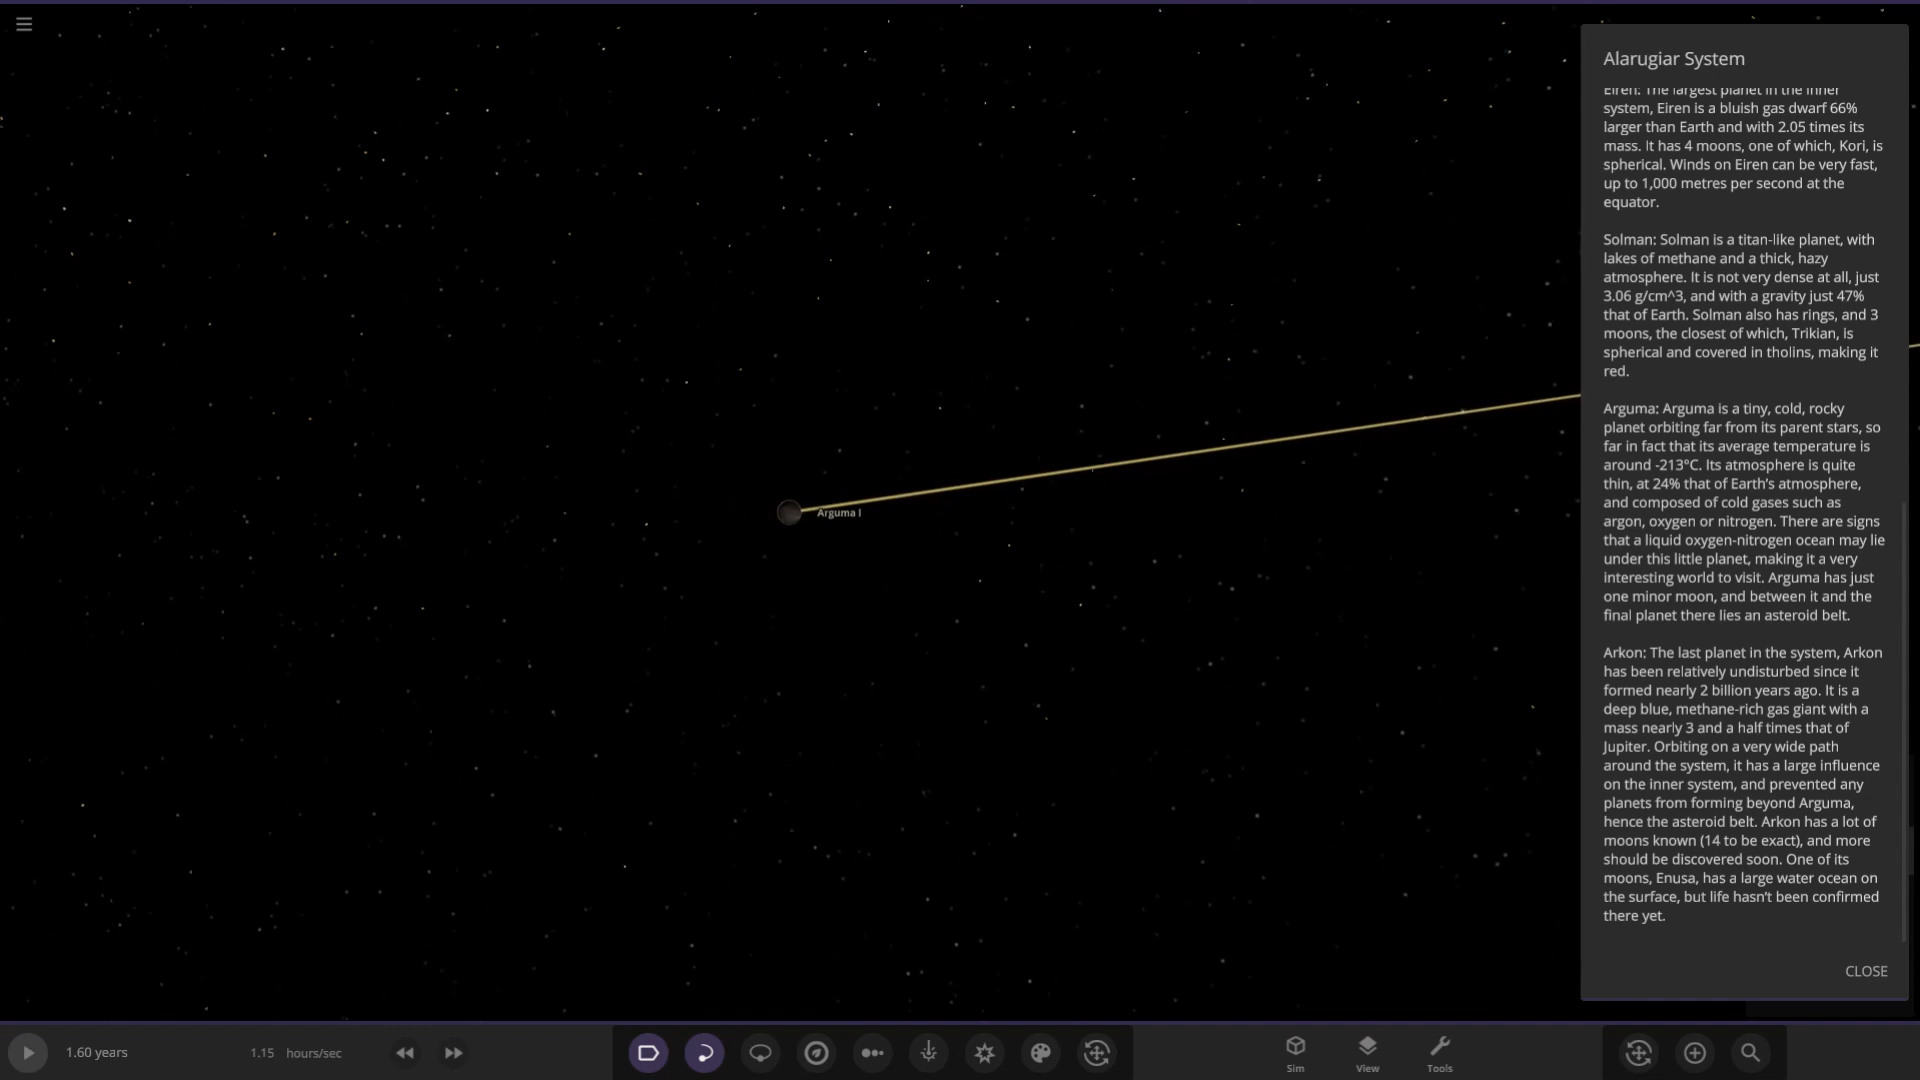 Alarugiar System
Eiren: The largest planet in the inner
system, Eiren is a bluish gas dwarf 66%
larger than Earth and with 2.05 times its
mass. It has 4 moons, one of which, Kori, is
spherical. Winds on Eiren can be very fast,
up to 1,000 metres per second at the
equator.
Solman: Solman is a titan-like planet, with
lakes of methane and a thick, hazy
atmosphere. It is not very dense at all, just
3.06 g/cm^3, and with a gravity just 47%
that of Earth. Solman also has rings, and 3
moons, the closest of which, Trikian, is
spherical and covered in tholins, making it
red.
Arguma: Arguma is a tiny, cold, rocky
planet orbiting far from its parent stars, so
far in fact that its average temperature is
around -213°C. Its atmosphere is quite
thin, at 24% that of Earth's atmosphere,
and composed of cold gases such as
argon, oxygen or nitrogen. There are signs
that a liquid oxygen-nitrogen ocean may lie
under this little planet, making it a very
interesting world to visit. Arguma has just
one minor moon, and between it and the
final planet there lies an asteroid belt.
Arkon: The last planet in the system, Arkon
has been relatively undisturbed since it
formed nearly 2 billion years ago. It is a
deep blue, methane-rich gas giant with a
mass nearly 3 and a half times that of
Jupiter. Orbiting on a very wide path
around the system, it has a large influence
on the inner system, and prevented any
planets from forming beyond Arguma,
hence the asteroid belt. Arkon has a lot of
moons known (14 to be exact), and more
should be discovered soon. One of its
moons, Enusa, has a large water ocean on
the surface, but life hasn't been confirmed
there yet.
CLOSE
Arguma I
1.60 years
1.15 hours/sec
Sim
View
Tools